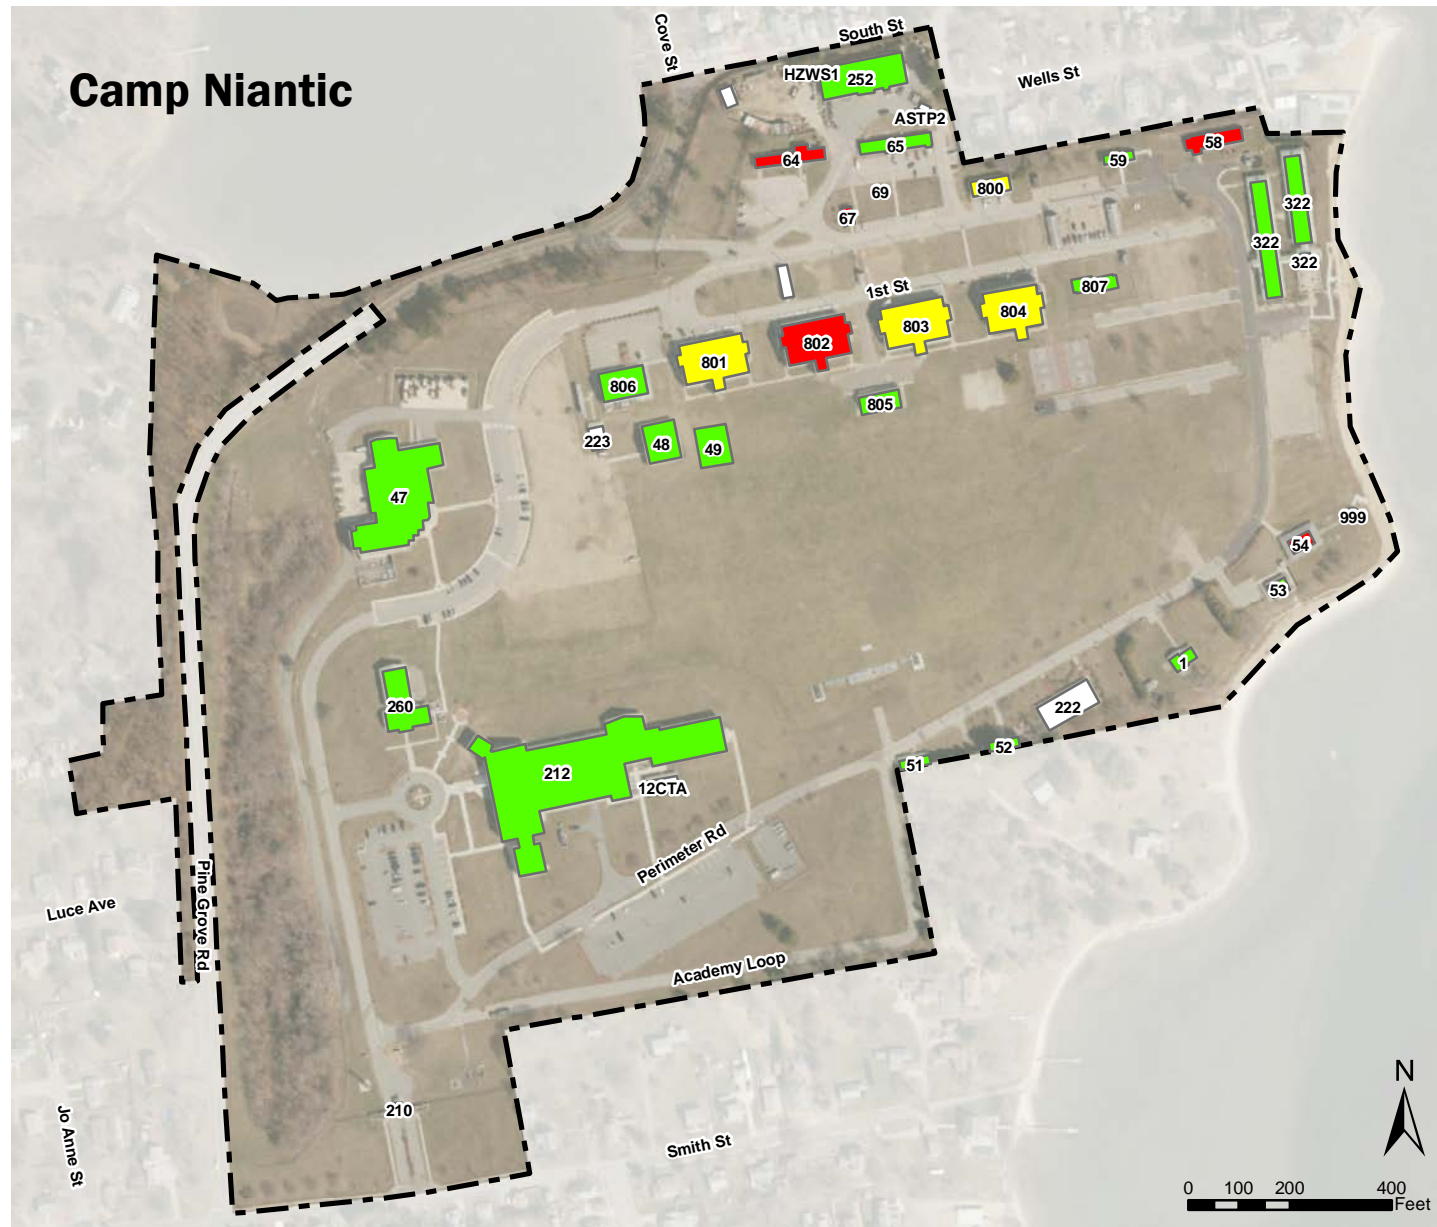 Camp Niantic
Cove St
South St
HZWS1
252
Wells St
ASTP2
64
65
59
58
69
800
67
322
322
322
1st St
807
801
802
803
804
806
805
223
48
49
47
999
54
53
1
260
222
52
51
212
12CTA
Perimeter Rd
Pine Grove Rd
Luce Ave
Academy Loop
210
Jo Anne St
Smith St
N
0 100 200 400
Feet